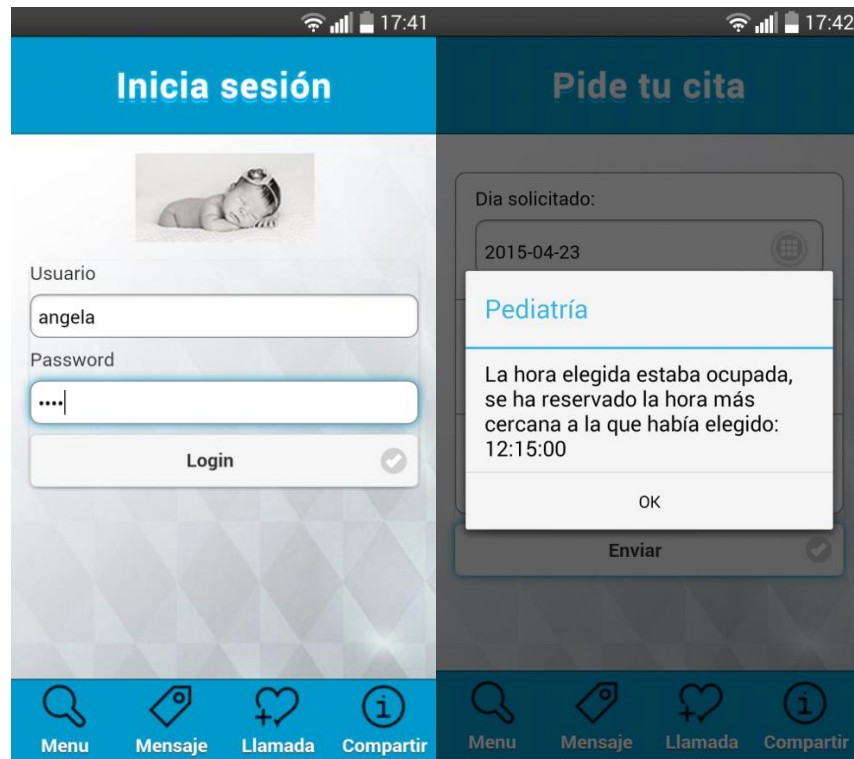 17:41
Inicia sesión
Usuario
angela
Password
••••
Login
Menu
Mensaje
Llamada
Compartir
17:42
Pide tu cita
Dia solicitado:
2015-04-23
Pediatría
La hora elegida estaba ocupada,
se ha reservado la hora más
cercana a la que había elegido:
12:15:00
OK
Enviar
Menu
Mensaje
Llamada
Compartir